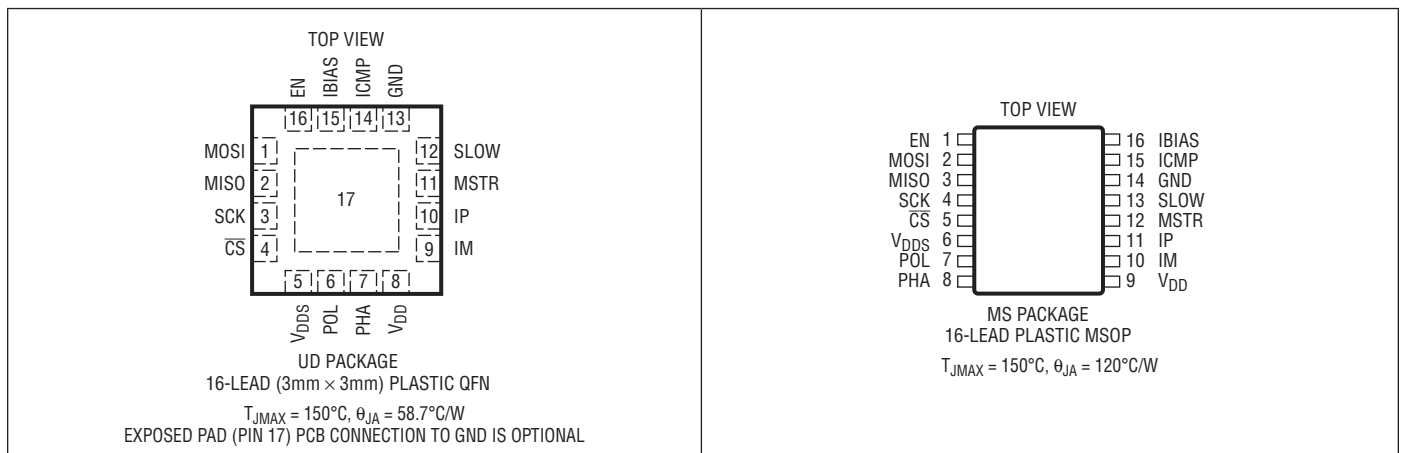 TOP VIEW
EN IBIAS ICMP GND
16 15 14 13
MOSI 1 12 SLOW
MISO 2 11 MSTR
17
SCK 3 10 IP
C̅S̅ 4 9 IM
5 6 7 8
VDDS POL PHA VDD
UD PACKAGE
16-LEAD (3mm × 3mm) PLASTIC QFN
TJMAX = 150°C, θJA = 58.7°C/W
EXPOSED PAD (PIN 17) PCB CONNECTION TO GND IS OPTIONAL
TOP VIEW
EN 1 16 IBIAS
MOSI 2 15 ICMP
MISO 3 14 GND
SCK 4 13 SLOW
C̅S̅ 5 12 MSTR
VDDS 6 11 IP
POL 7 10 IM
PHA 8 9 VDD
MS PACKAGE
16-LEAD PLASTIC MSOP
TJMAX = 150°C, θJA = 120°C/W